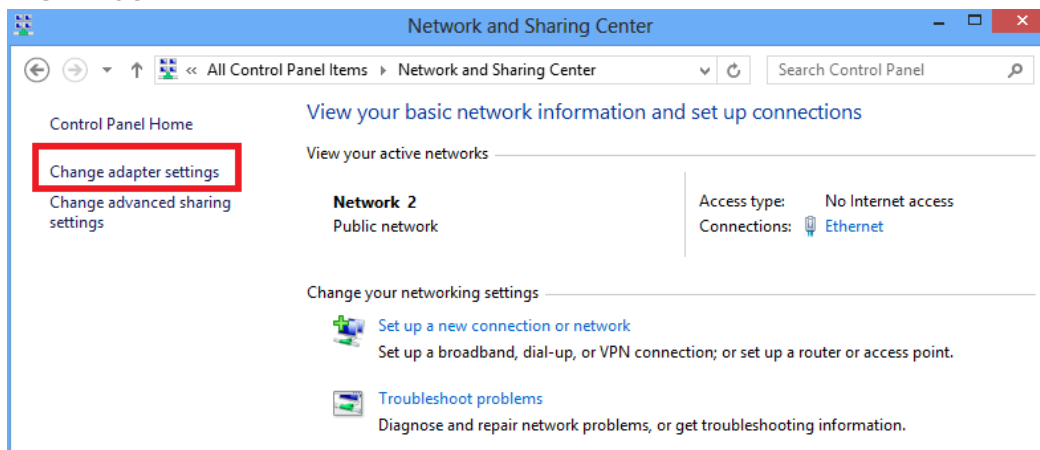 Network and Sharing Center
« All Control Panel Items ▸ Network and Sharing Center
Search Control Panel
Control Panel Home
Change adapter settings
Change advanced sharing
settings
View your basic network information and set up connections
View your active networks
Network 2
Public network
Access type: No Internet access
Connections: Ethernet
Change your networking settings
Set up a new connection or network
Set up a broadband, dial-up, or VPN connection; or set up a router or access point.
Troubleshoot problems
Diagnose and repair network problems, or get troubleshooting information.